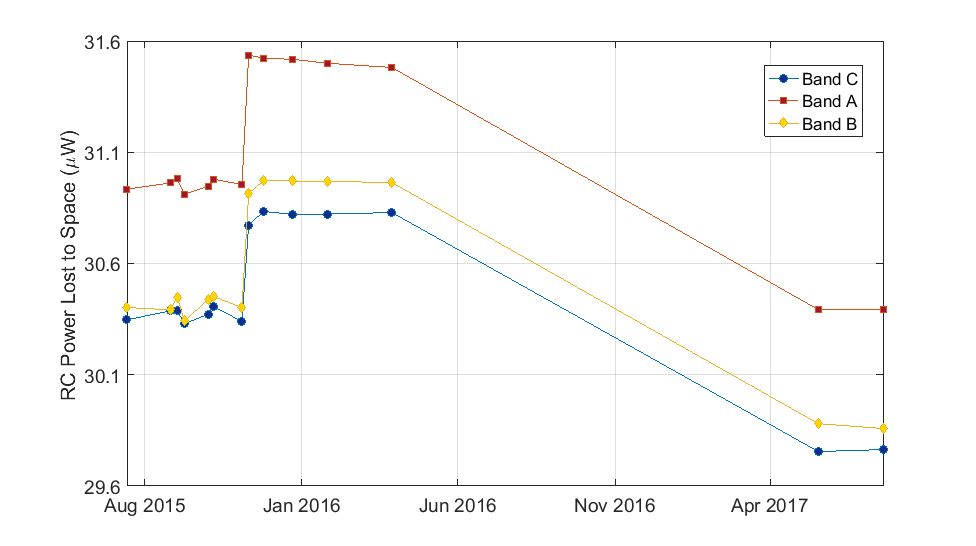 RC Power Lost to Space (μW)
31.6
31.1
30.6
30.1
29.6
Aug 2015
Jan 2016
Jun 2016
Nov 2016
Apr 2017
Band C
Band A
Band B